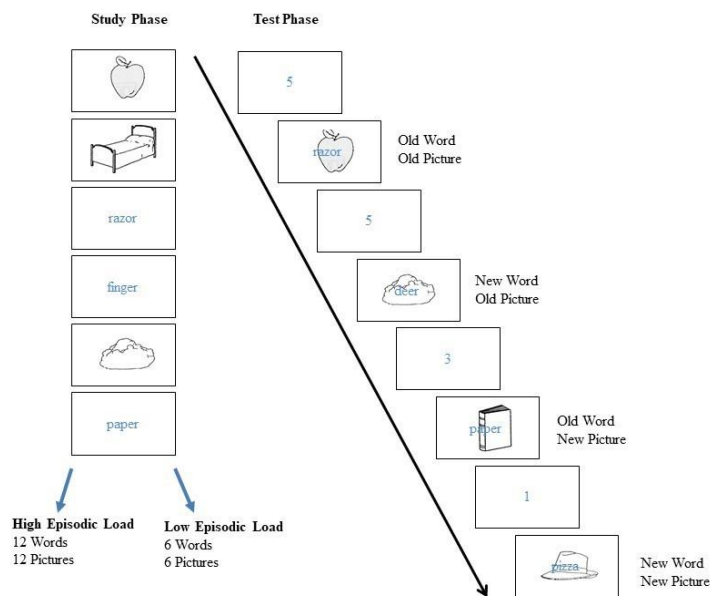 Study Phase
Test Phase
5
razor
Old Word
Old Picture
razor
5
finger
deer
New Word
Old Picture
3
paper
paper
Old Word
New Picture
1
High Episodic Load
12 Words
12 Pictures
Low Episodic Load
6 Words
6 Pictures
pizza
New Word
New Picture